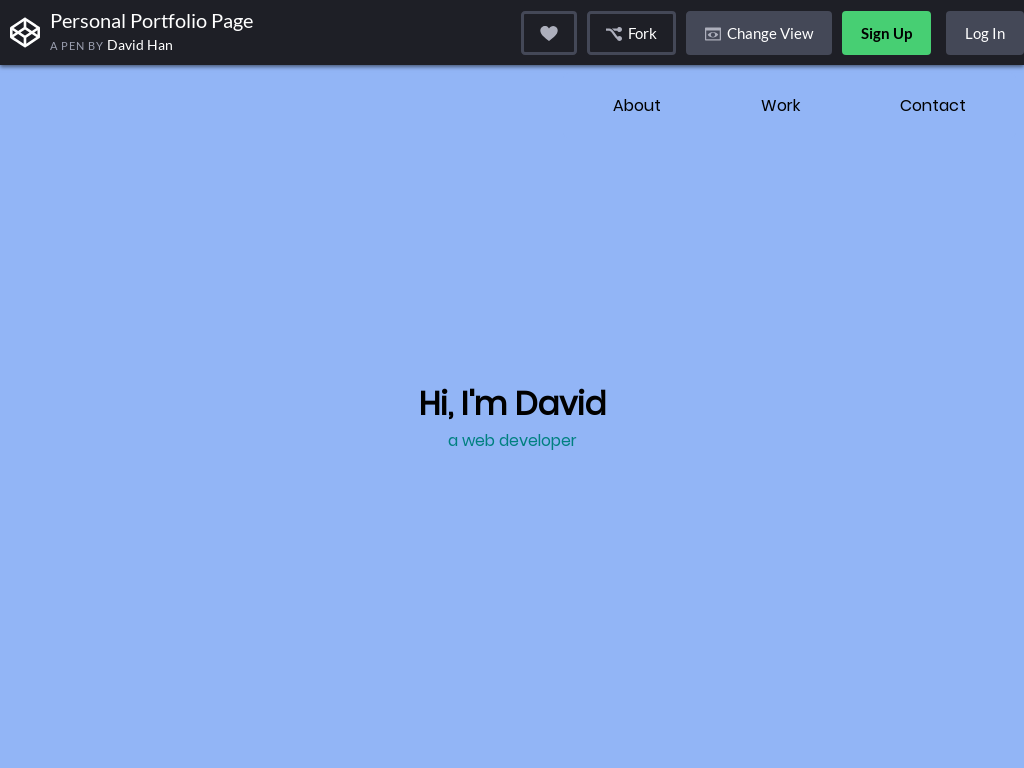 Personal Portfolio Page
A PEN BY David Han
Fork
Change View
Sign Up
Log In
About
Work
Contact
Hi, I'm David
a web developer